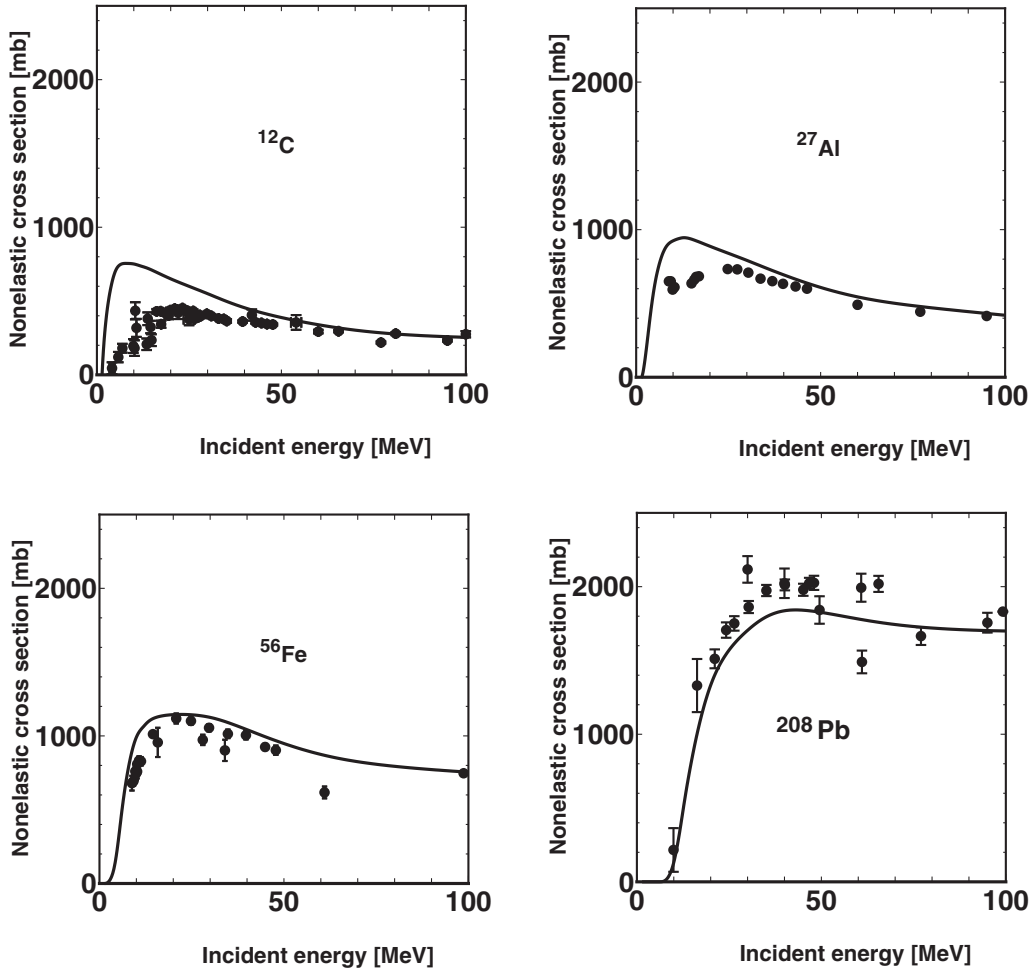 Nonelastic cross section [mb]
2000
1000
0
¹²C
0
50
100
Incident energy [MeV]
Nonelastic cross section [mb]
2000
1000
0
²⁷Al
0
50
100
Incident energy [MeV]
Nonelastic cross section [mb]
2000
1000
0
⁵⁶Fe
0
50
100
Incident energy [MeV]
Nonelastic cross section [mb]
2000
1000
0
²⁰⁸Pb
0
50
100
Incident energy [MeV]